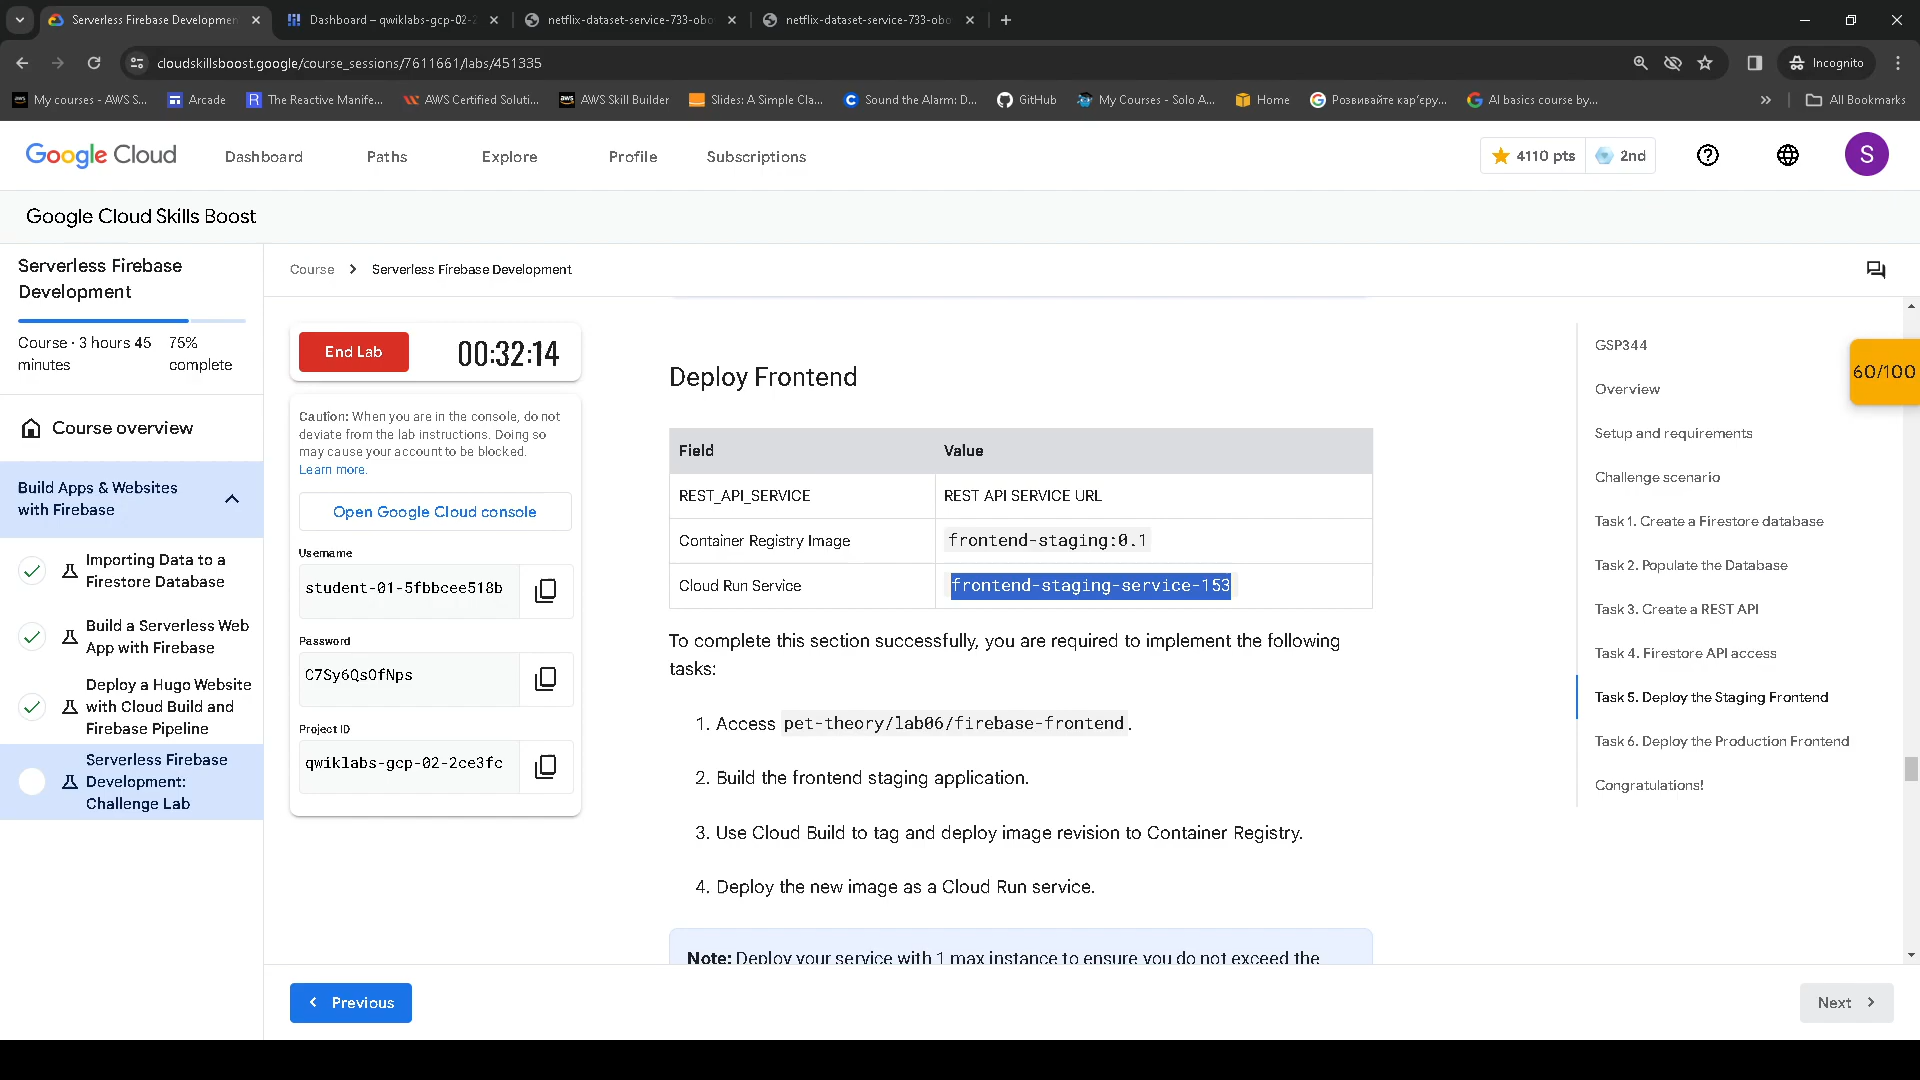 Serverless Firebase Developmen
Dashboard – qwiklabs-gcp-02-2
netflix-dataset-service-733-obo
netflix-dataset-service-733-obo
cloudskillsboost.google/course_sessions/7611661/labs/451335
Incognito
My courses - AWS S...
Arcade
The Reactive Manife...
AWS Certified Soluti...
AWS Skill Builder
Slides: A Simple Cla...
Sound the Alarm: D...
GitHub
My Courses - Solo A...
Home
Розвивайте кар'єру...
AI basics course by...
All Bookmarks
Google Cloud
Dashboard
Paths
Explore
Profile
Subscriptions
4110 pts
2nd
S
Google Cloud Skills Boost
Serverless Firebase
Development
Course · 3 hours 45
minutes
75%
complete
Course overview
Build Apps & Websites
with Firebase
Importing Data to a
Firestore Database
Build a Serverless Web
App with Firebase
Deploy a Hugo Website
with Cloud Build and
Firebase Pipeline
Serverless Firebase
Development:
Challenge Lab
Course
Serverless Firebase Development
End Lab
00:32:14
Caution: When you are in the console, do not
deviate from the lab instructions. Doing so
may cause your account to be blocked.
Learn more.
Open Google Cloud console
Username
student-01-5fbbcee518b
Password
C7Sy6QsOfNps
Project ID
qwiklabs-gcp-02-2ce3fc
Deploy Frontend
Field
Value
REST_API_SERVICE
REST API SERVICE URL
Container Registry Image
frontend-staging:0.1
Cloud Run Service
frontend-staging-service-153
To complete this section successfully, you are required to implement the following
tasks:
1. Access pet-theory/lab06/firebase-frontend.
2. Build the frontend staging application.
3. Use Cloud Build to tag and deploy image revision to Container Registry.
4. Deploy the new image as a Cloud Run service.
Note: Deploy your service with 1 max instance to ensure you do not exceed the
GSP344
Overview
Setup and requirements
Challenge scenario
Task 1. Create a Firestore database
Task 2. Populate the Database
Task 3. Create a REST API
Task 4. Firestore API access
Task 5. Deploy the Staging Frontend
Task 6. Deploy the Production Frontend
Congratulations!
60/100
Previous
Next